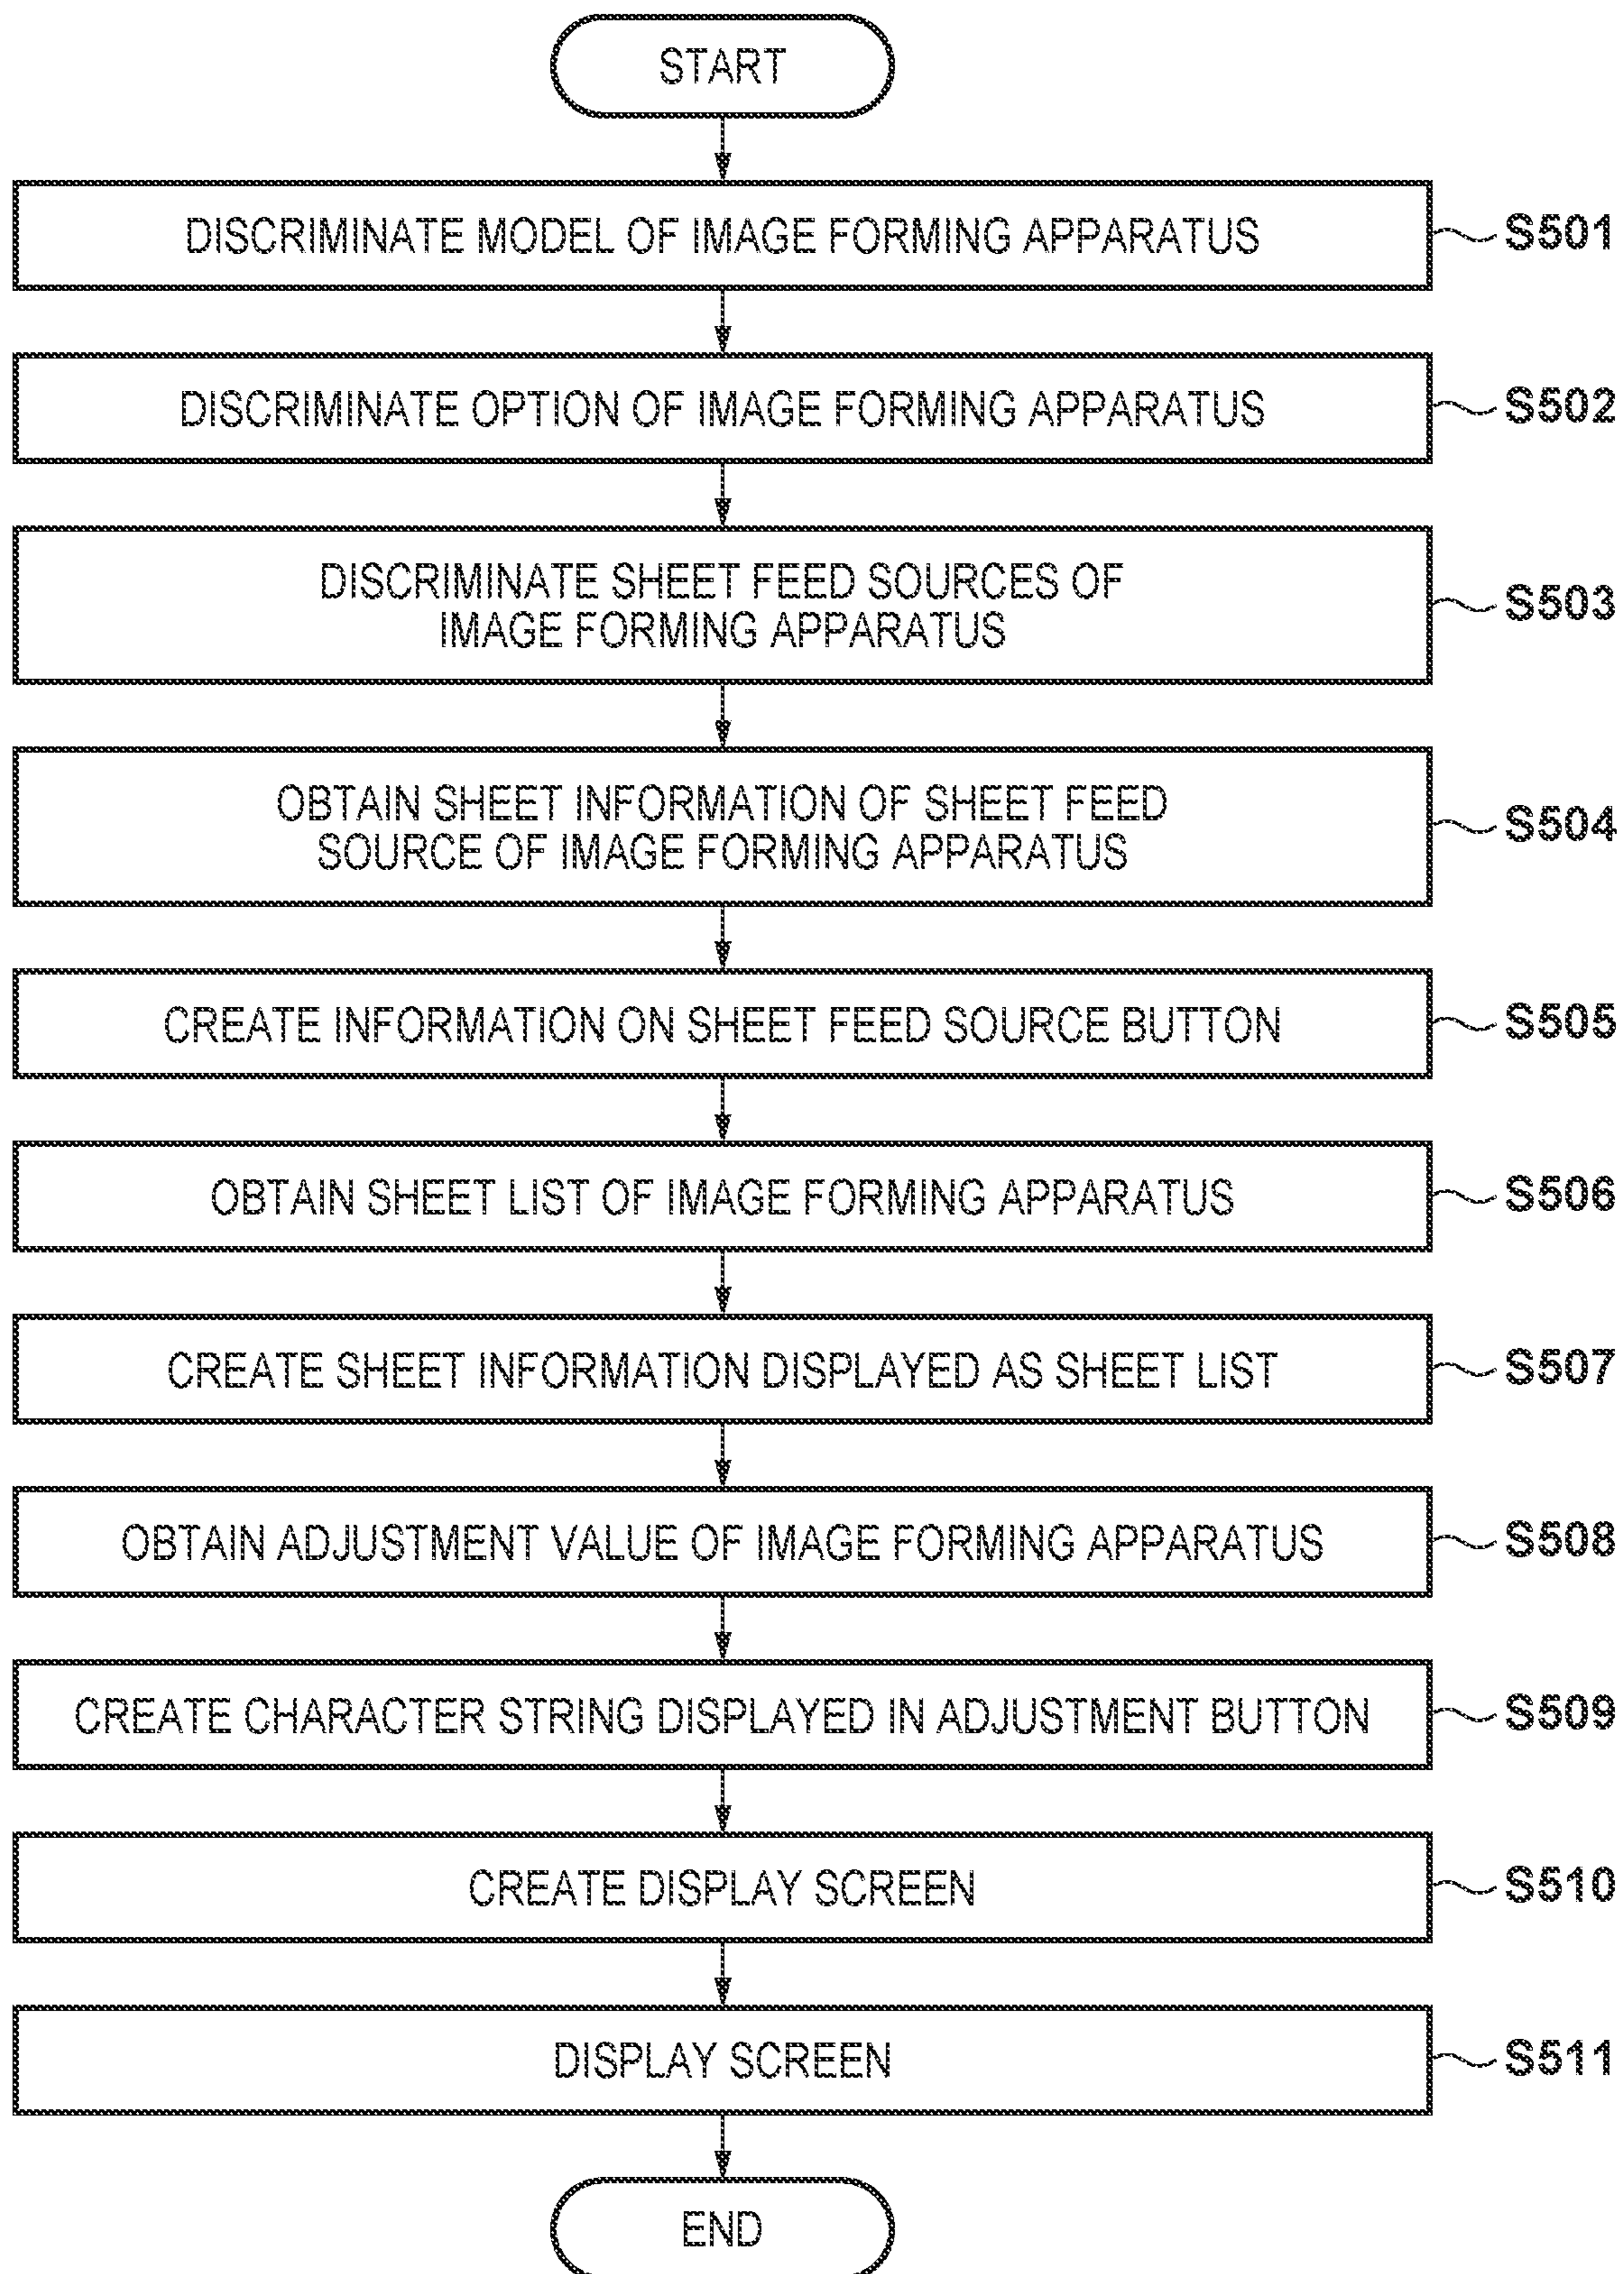 START
DISCRIMINATE MODEL OF IMAGE FORMING APPARATUS
S501
DISCRIMINATE OPTION OF IMAGE FORMING APPARATUS
S502
DISCRIMINATE SHEET FEED SOURCES OF
IMAGE FORMING APPARATUS
S503
OBTAIN SHEET INFORMATION OF SHEET FEED
SOURCE OF IMAGE FORMING APPARATUS
S504
CREATE INFORMATION ON SHEET FEED SOURCE BUTTON
S505
OBTAIN SHEET LIST OF IMAGE FORMING APPARATUS
S506
CREATE SHEET INFORMATION DISPLAYED AS SHEET LIST
S507
OBTAIN ADJUSTMENT VALUE OF IMAGE FORMING APPARATUS
S508
CREATE CHARACTER STRING DISPLAYED IN ADJUSTMENT BUTTON
S509
CREATE DISPLAY SCREEN
S510
DISPLAY SCREEN
S511
END